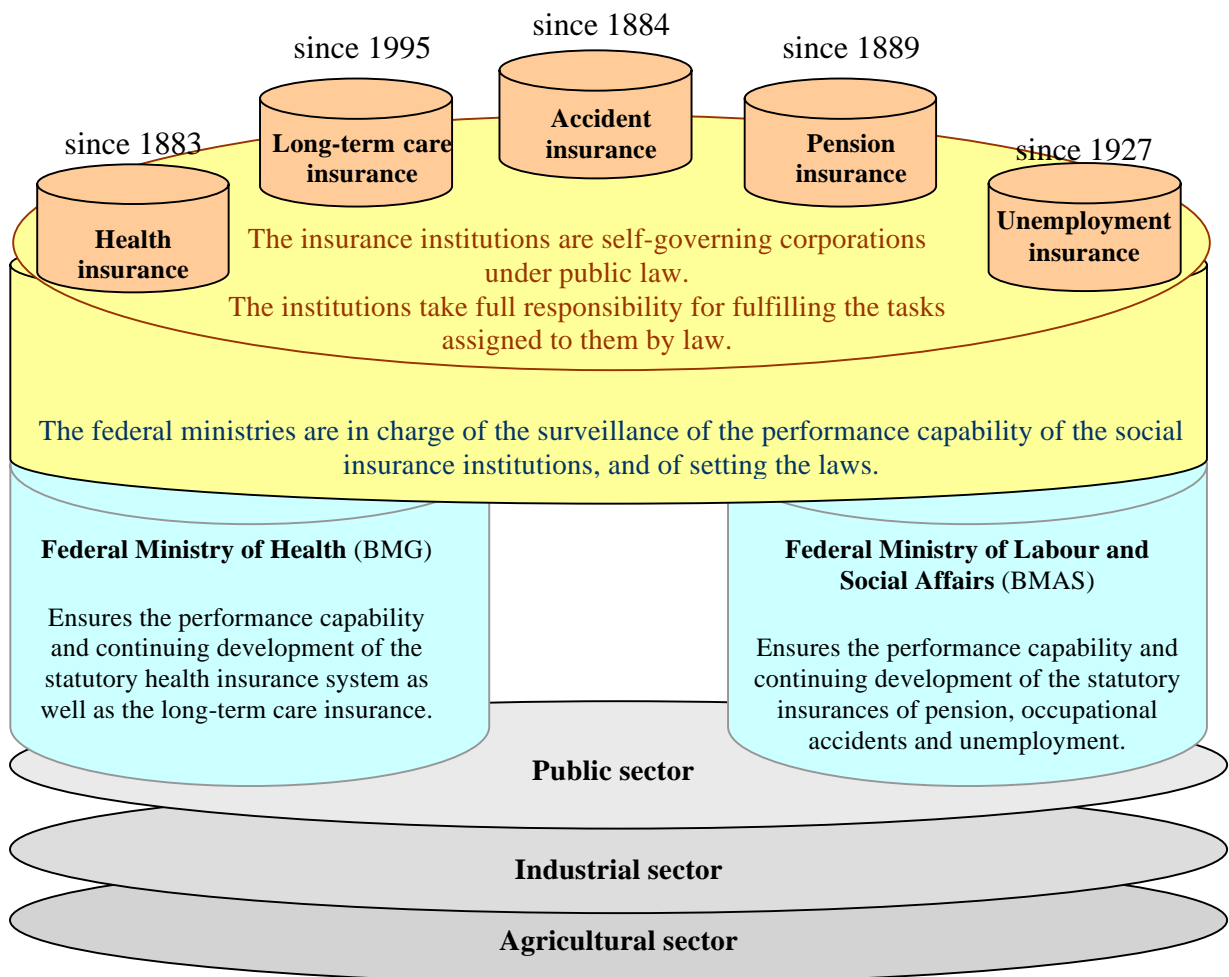 since 1883
Health
insurance
since 1995
Long-term care
insurance
since 1884
Accident
insurance
since 1889
Pension
insurance
since 1927
Unemployment
insurance
The insurance institutions are self-governing corporations
under public law.
The institutions take full responsibility for fulfilling the tasks
assigned to them by law.
The federal ministries are in charge of the surveillance of the performance capability of the social
insurance institutions, and of setting the laws.
Federal Ministry of Health (BMG)
Ensures the performance capability
and continuing development of the
statutory health insurance system as
well as the long-term care insurance.
Federal Ministry of Labour and
Social Affairs (BMAS)
Ensures the performance capability and
continuing development of the statutory
insurances of pension, occupational
accidents and unemployment.
Public sector
Industrial sector
Agricultural sector